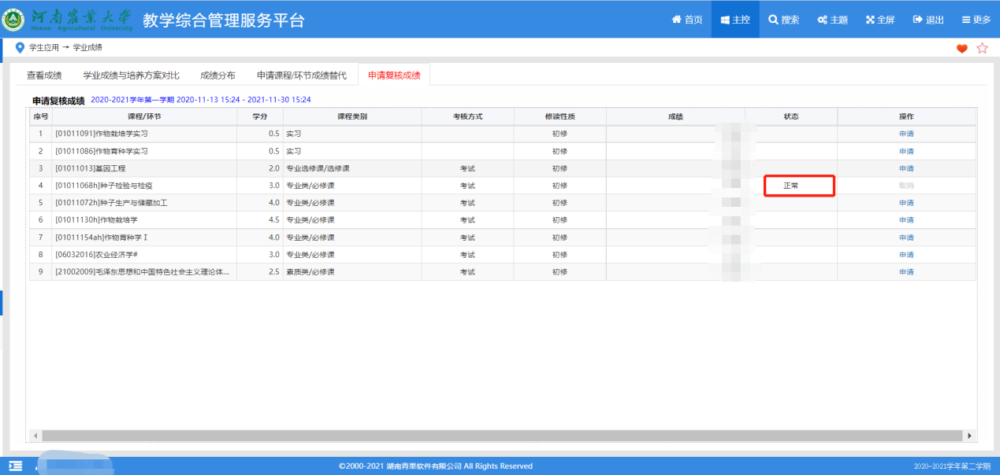 河南农业大学 教学综合管理服务平台 首页 主控 搜索 主题 全屏 退出 更多
Henan Agricultural University
学生应用 → 学业成绩
查看成绩 学业成绩与培养方案对比 成绩分布 申请课程/环节成绩替代 申请复核成绩
申请复核成绩 2020-2021学年第一学期 2020-11-13 15:24 - 2021-11-30 15:24
序号 课程/环节 学分 课程类别 考核方式 修读性质 成绩 状态 操作
1 [01011091]作物栽培学实习 0.5 实习 初修 申请
2 [01011086]作物育种学实习 0.5 实习 初修 申请
3 [01011013]基因工程 2.0 专业选修课/选修课 考试 初修 申请
4 [01011068h]种子检验与检疫 3.0 专业类/必修课 考试 初修 正常 取消
5 [01011072h]种子生产与储藏加工 4.0 专业类/必修课 考试 初修 申请
6 [01011130h]作物栽培学 4.5 专业类/必修课 考试 初修 申请
7 [01011154ah]作物育种学Ⅰ 4.0 专业类/必修课 考试 初修 申请
8 [06032016]农业经济学# 3.0 专业类/必修课 考试 初修 申请
9 [21002009]毛泽东思想和中国特色社会主义理论体... 2.5 素质类/必修课 考试 初修 申请
©2000-2021 湖南青果软件有限公司 All Rights Reserved 2020-2021学年第二学期